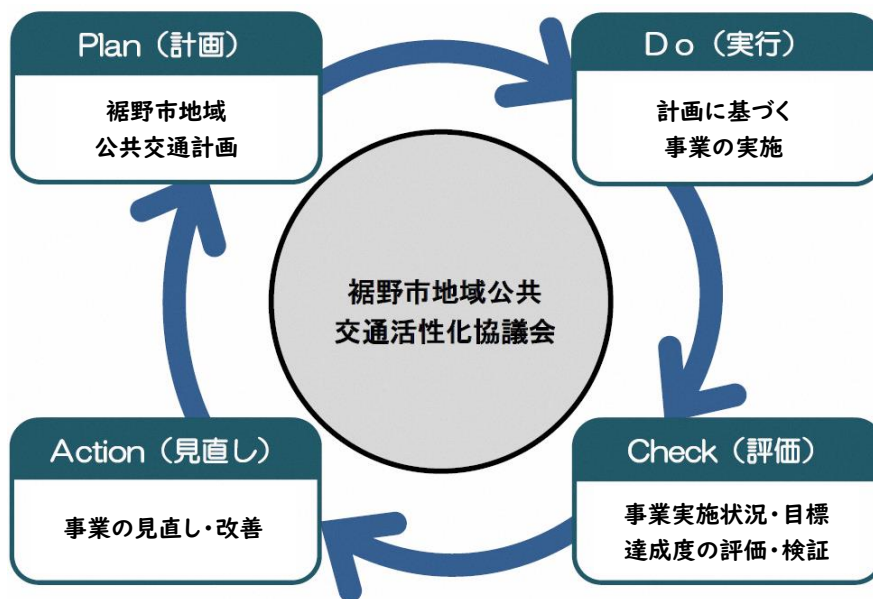 Plan（計画）
裾野市地域
公共交通計画
Do（実行）
計画に基づく
事業の実施
裾野市地域公共
交通活性化協議会
Action（見直し）
事業の見直し・改善
Check（評価）
事業実施状況・目標
達成度の評価・検証